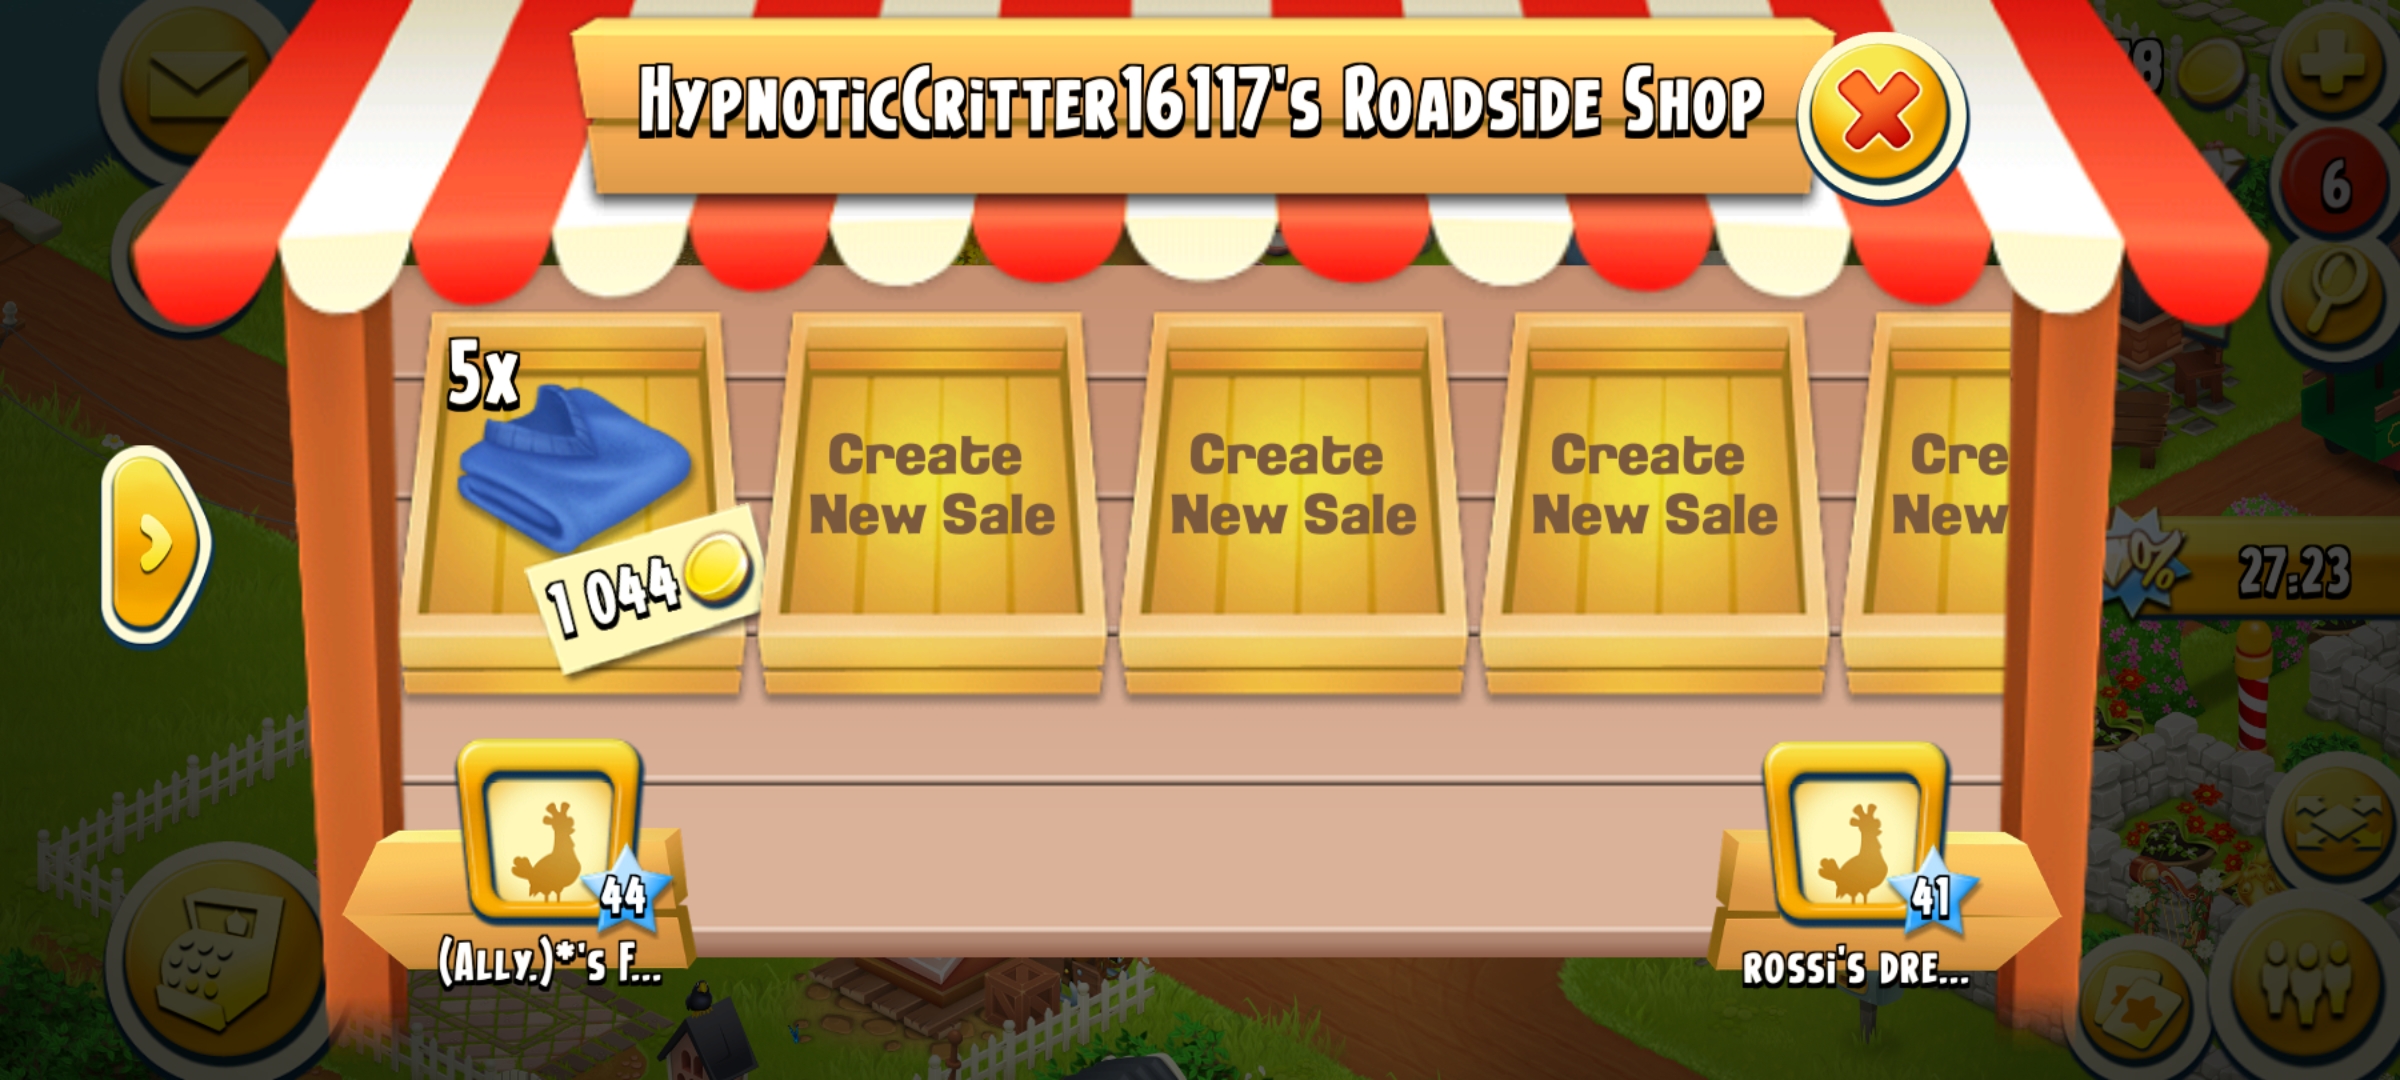 HypnoticCritter16117's Roadside Shop
6
5x
Create
New Sale
Create
New Sale
Create
New Sale
Cre
New
1 044
27:23
44
(Ally.)*'s F...
41
ROSSi'S DRE...